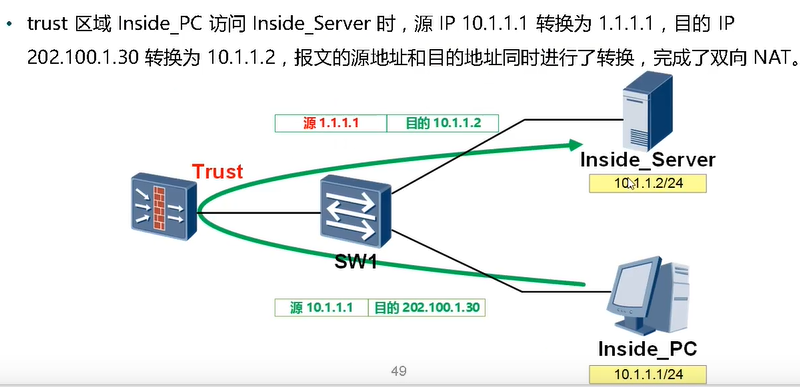 • trust 区域 Inside_PC 访问 Inside_Server 时，源 IP 10.1.1.1 转换为 1.1.1.1，目的 IP
202.100.1.30 转换为 10.1.1.2，报文的源地址和目的地址同时进行了转换，完成了双向 NAT。
源 1.1.1.1 目的 10.1.1.2
Inside_Server
10.1.1.2/24
Trust
SW1
源 10.1.1.1 目的 202.100.1.30
Inside_PC
10.1.1.1/24
49